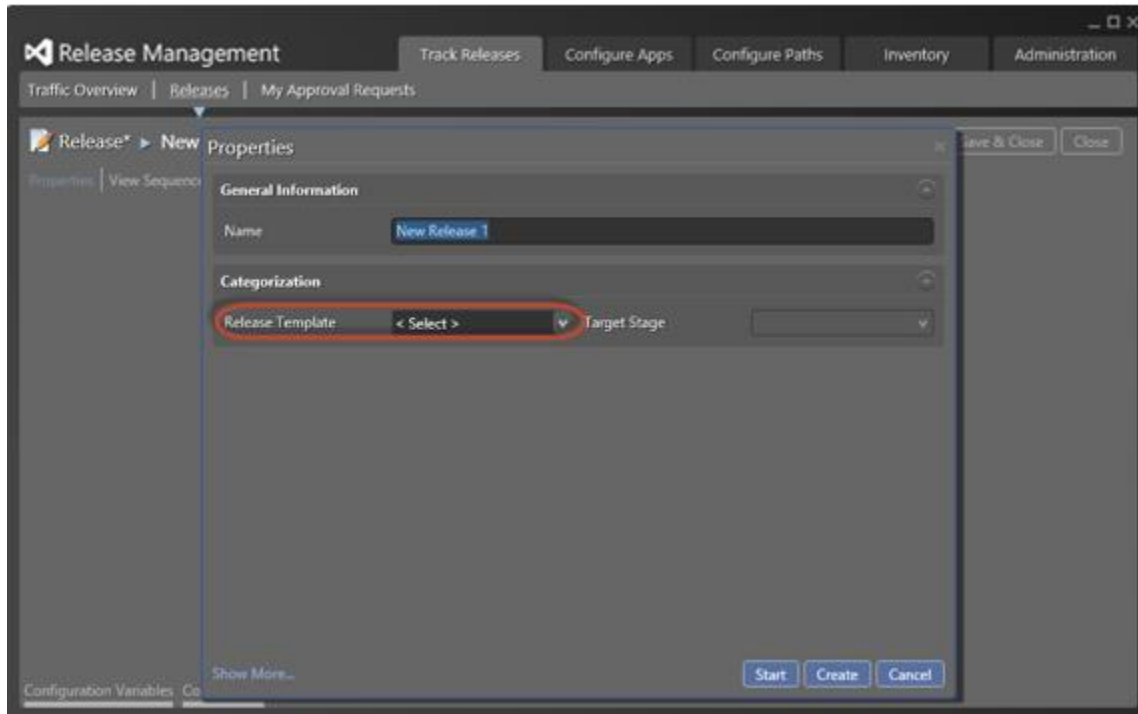 Release Management Track Releases Configure Apps Configure Paths Inventory Administration
Traffic Overview | Releases | My Approval Requests
Release* ▸ New
Save & Close Close
Properties
Properties | View Sequence
General Information
Name New Release 1
Categorization
Release Template < Select > Target Stage
Show More...
Start Create Cancel
Configuration Variables Co